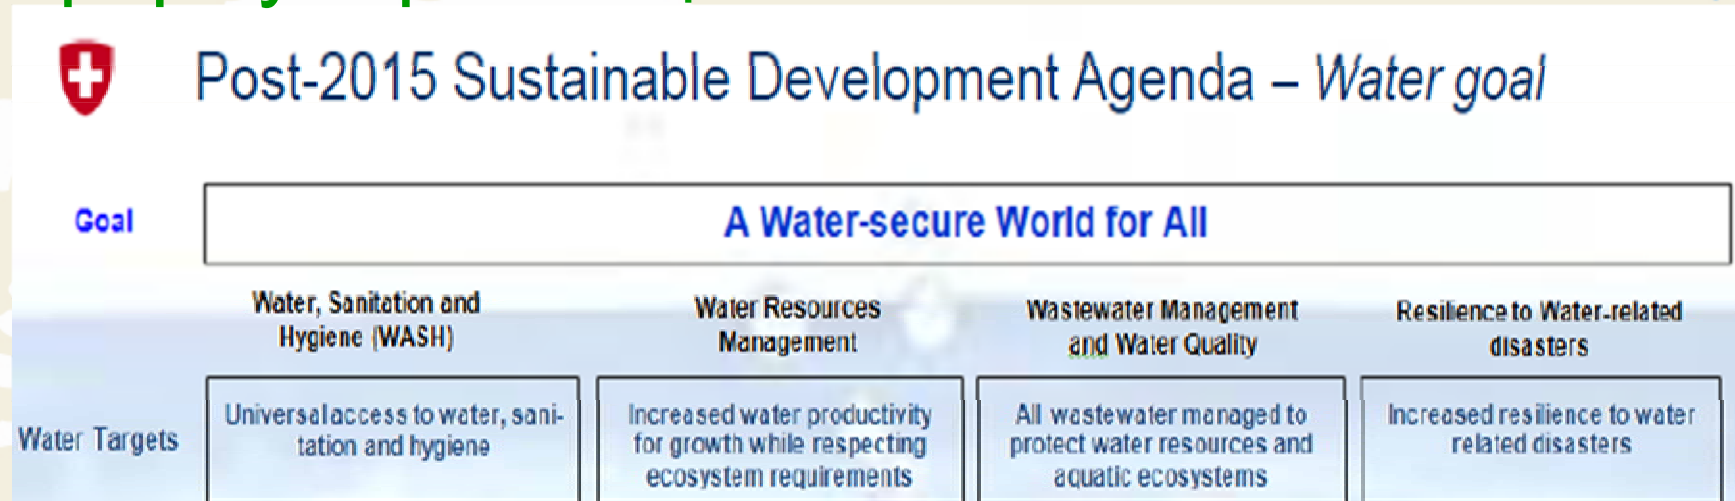 Post-2015 Sustainable Development Agenda – Water goal
Goal
A Water-secure World for All
Water, Sanitation and
Hygiene (WASH)
Water Resources
Management
Wastewater Management
and Water Quality
Resilience to Water-related
disasters
Water Targets
Universal access to water, sani-
tation and hygiene
Increased water productivity
for growth while respecting
ecosystem requirements
All wastewater managed to
protect water resources and
aquatic ecosystems
Increased resilience to water
related disasters